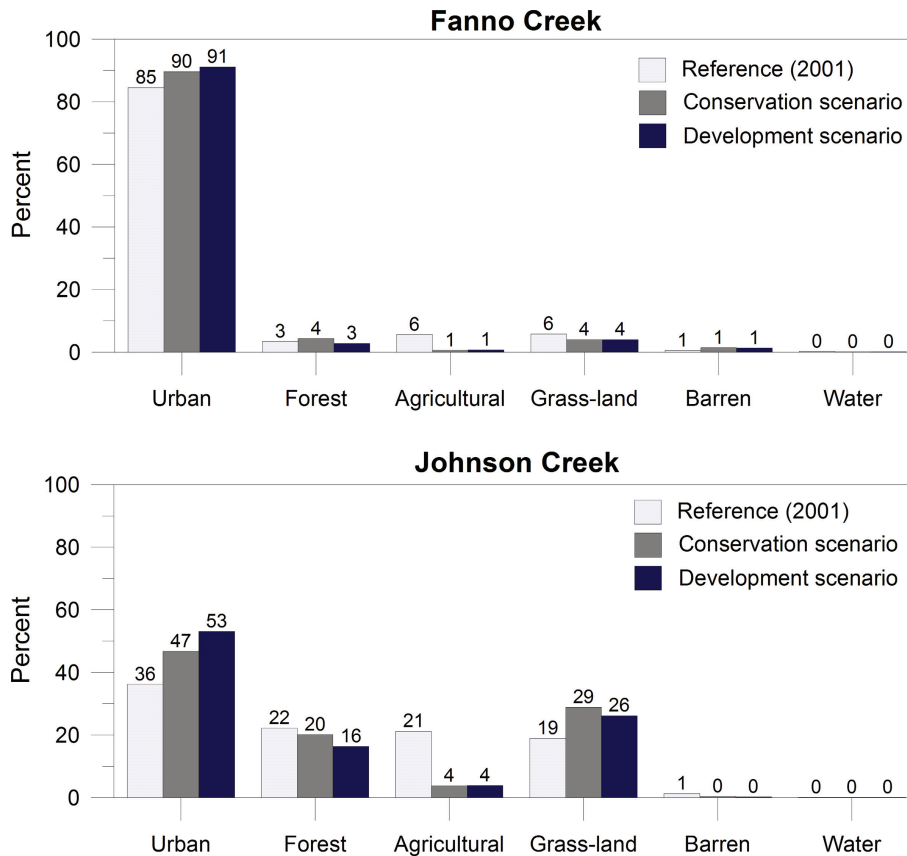 Fanno Creek
100
80
60
40
20
0
Percent
85 90 91
3 4 3
6 1 1
6 4 4
1 1 1
0 0 0
Reference (2001)
Conservation scenario
Development scenario
Urban Forest Agricultural Grass-land Barren Water
Johnson Creek
100
80
60
40
20
0
Percent
36 47 53
22 20 16
21 4 4
19 29 26
1 0 0
0 0 0
Reference (2001)
Conservation scenario
Development scenario
Urban Forest Agricultural Grass-land Barren Water